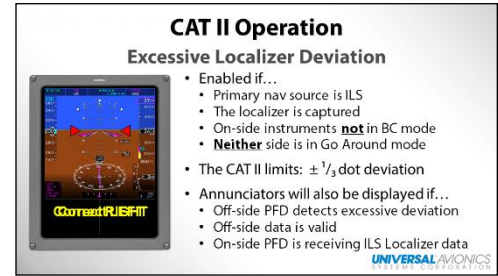 CAT II Operation
Excessive Localizer Deviation
• Enabled if...
• Primary nav source is ILS
• The localizer is captured
• On-side instruments not in BC mode
• Neither side is in Go Around mode
• The CAT II limits: ± 1/3 dot deviation
• Annunciators will also be displayed if...
• Off-side PFD detects excessive deviation
• Off-side data is valid
• On-side PFD is receiving ILS Localizer data
UNIVERSAL AVIONICS
SYSTEMS CORPORATION